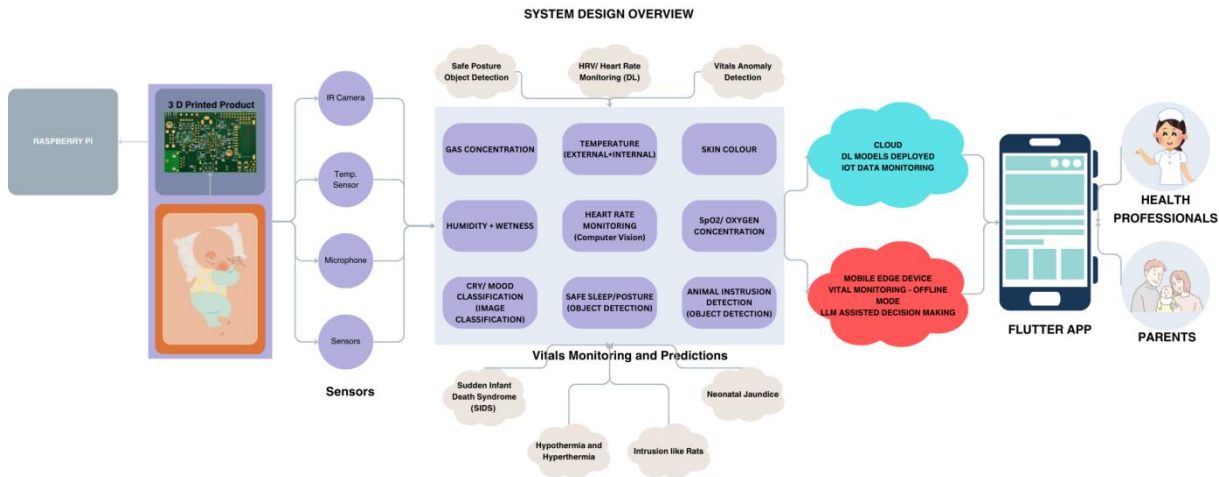 SYSTEM DESIGN OVERVIEW
Safe Posture
Object Detection
HRV/ Heart Rate
Monitoring (DL)
Vitals Anomaly
Detection
RASPBERRY PI
3 D Printed Product
IR Camera
Temp.
Sensor
Microphone
Sensors
Sensors
GAS CONCENTRATION
TEMPERATURE
(EXTERNAL+INTERNAL)
SKIN COLOUR
HUMIDITY + WETNESS
HEART RATE
MONITORING
(Computer Vision)
SpO2/ OXYGEN
CONCENTRATION
CRY/ MOOD
CLASSIFICATION
(IMAGE CLASSIFICATION)
SAFE SLEEP/POSTURE
(OBJECT DETECTION)
ANIMAL INSTRUSION
DETECTION
(OBJECT DETECTION)
Vitals Monitoring and Predictions
Sudden Infant
Death Syndrome
(SIDS)
Hypothermia and
Hyperthermia
Intrusion like Rats
Neonatal Jaundice
CLOUD
DL MODELS DEPLOYED
IOT DATA MONITORING
MOBILE EDGE DEVICE
VITAL MONITORING - OFFLINE
MODE
LLM ASSISTED DECISION MAKING
FLUTTER APP
HEALTH
PROFESSIONALS
PARENTS